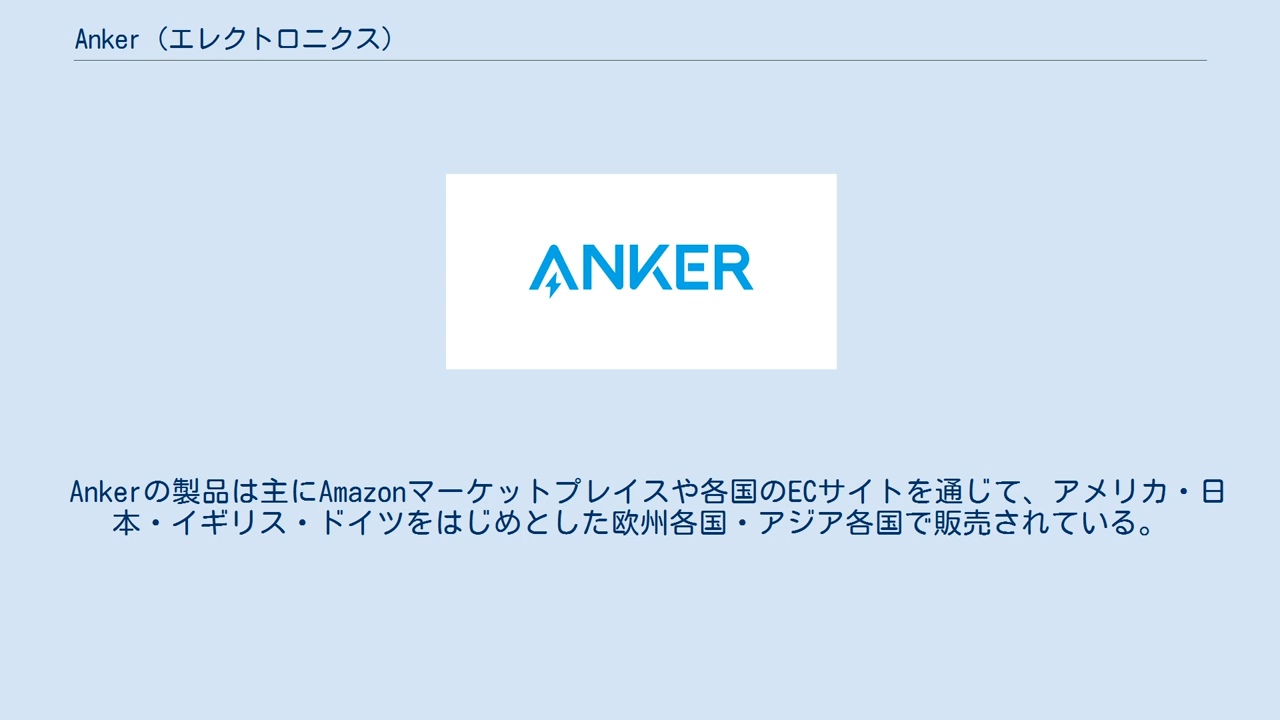 Anker（エレクトロニクス）
ANKER
Ankerの製品は主にAmazonマーケットプレイスや各国のECサイトを通じて、アメリカ・日
本・イギリス・ドイツをはじめとした欧州各国・アジア各国で販売されている。